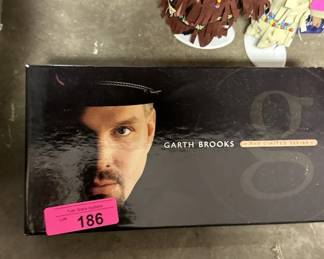 g
GARTH BROOKS THE LIMITED SERIES
186